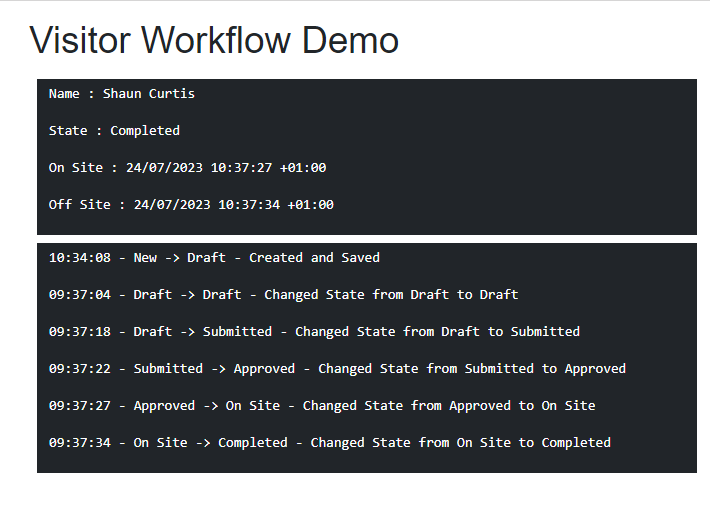 Visitor Workflow Demo
Name : Shaun Curtis
State : Completed
On Site : 24/07/2023 10:37:27 +01:00
Off Site : 24/07/2023 10:37:34 +01:00
10:34:08 - New -> Draft - Created and Saved
09:37:04 - Draft -> Draft - Changed State from Draft to Draft
09:37:18 - Draft -> Submitted - Changed State from Draft to Submitted
09:37:22 - Submitted -> Approved - Changed State from Submitted to Approved
09:37:27 - Approved -> On Site - Changed State from Approved to On Site
09:37:34 - On Site -> Completed - Changed State from On Site to Completed